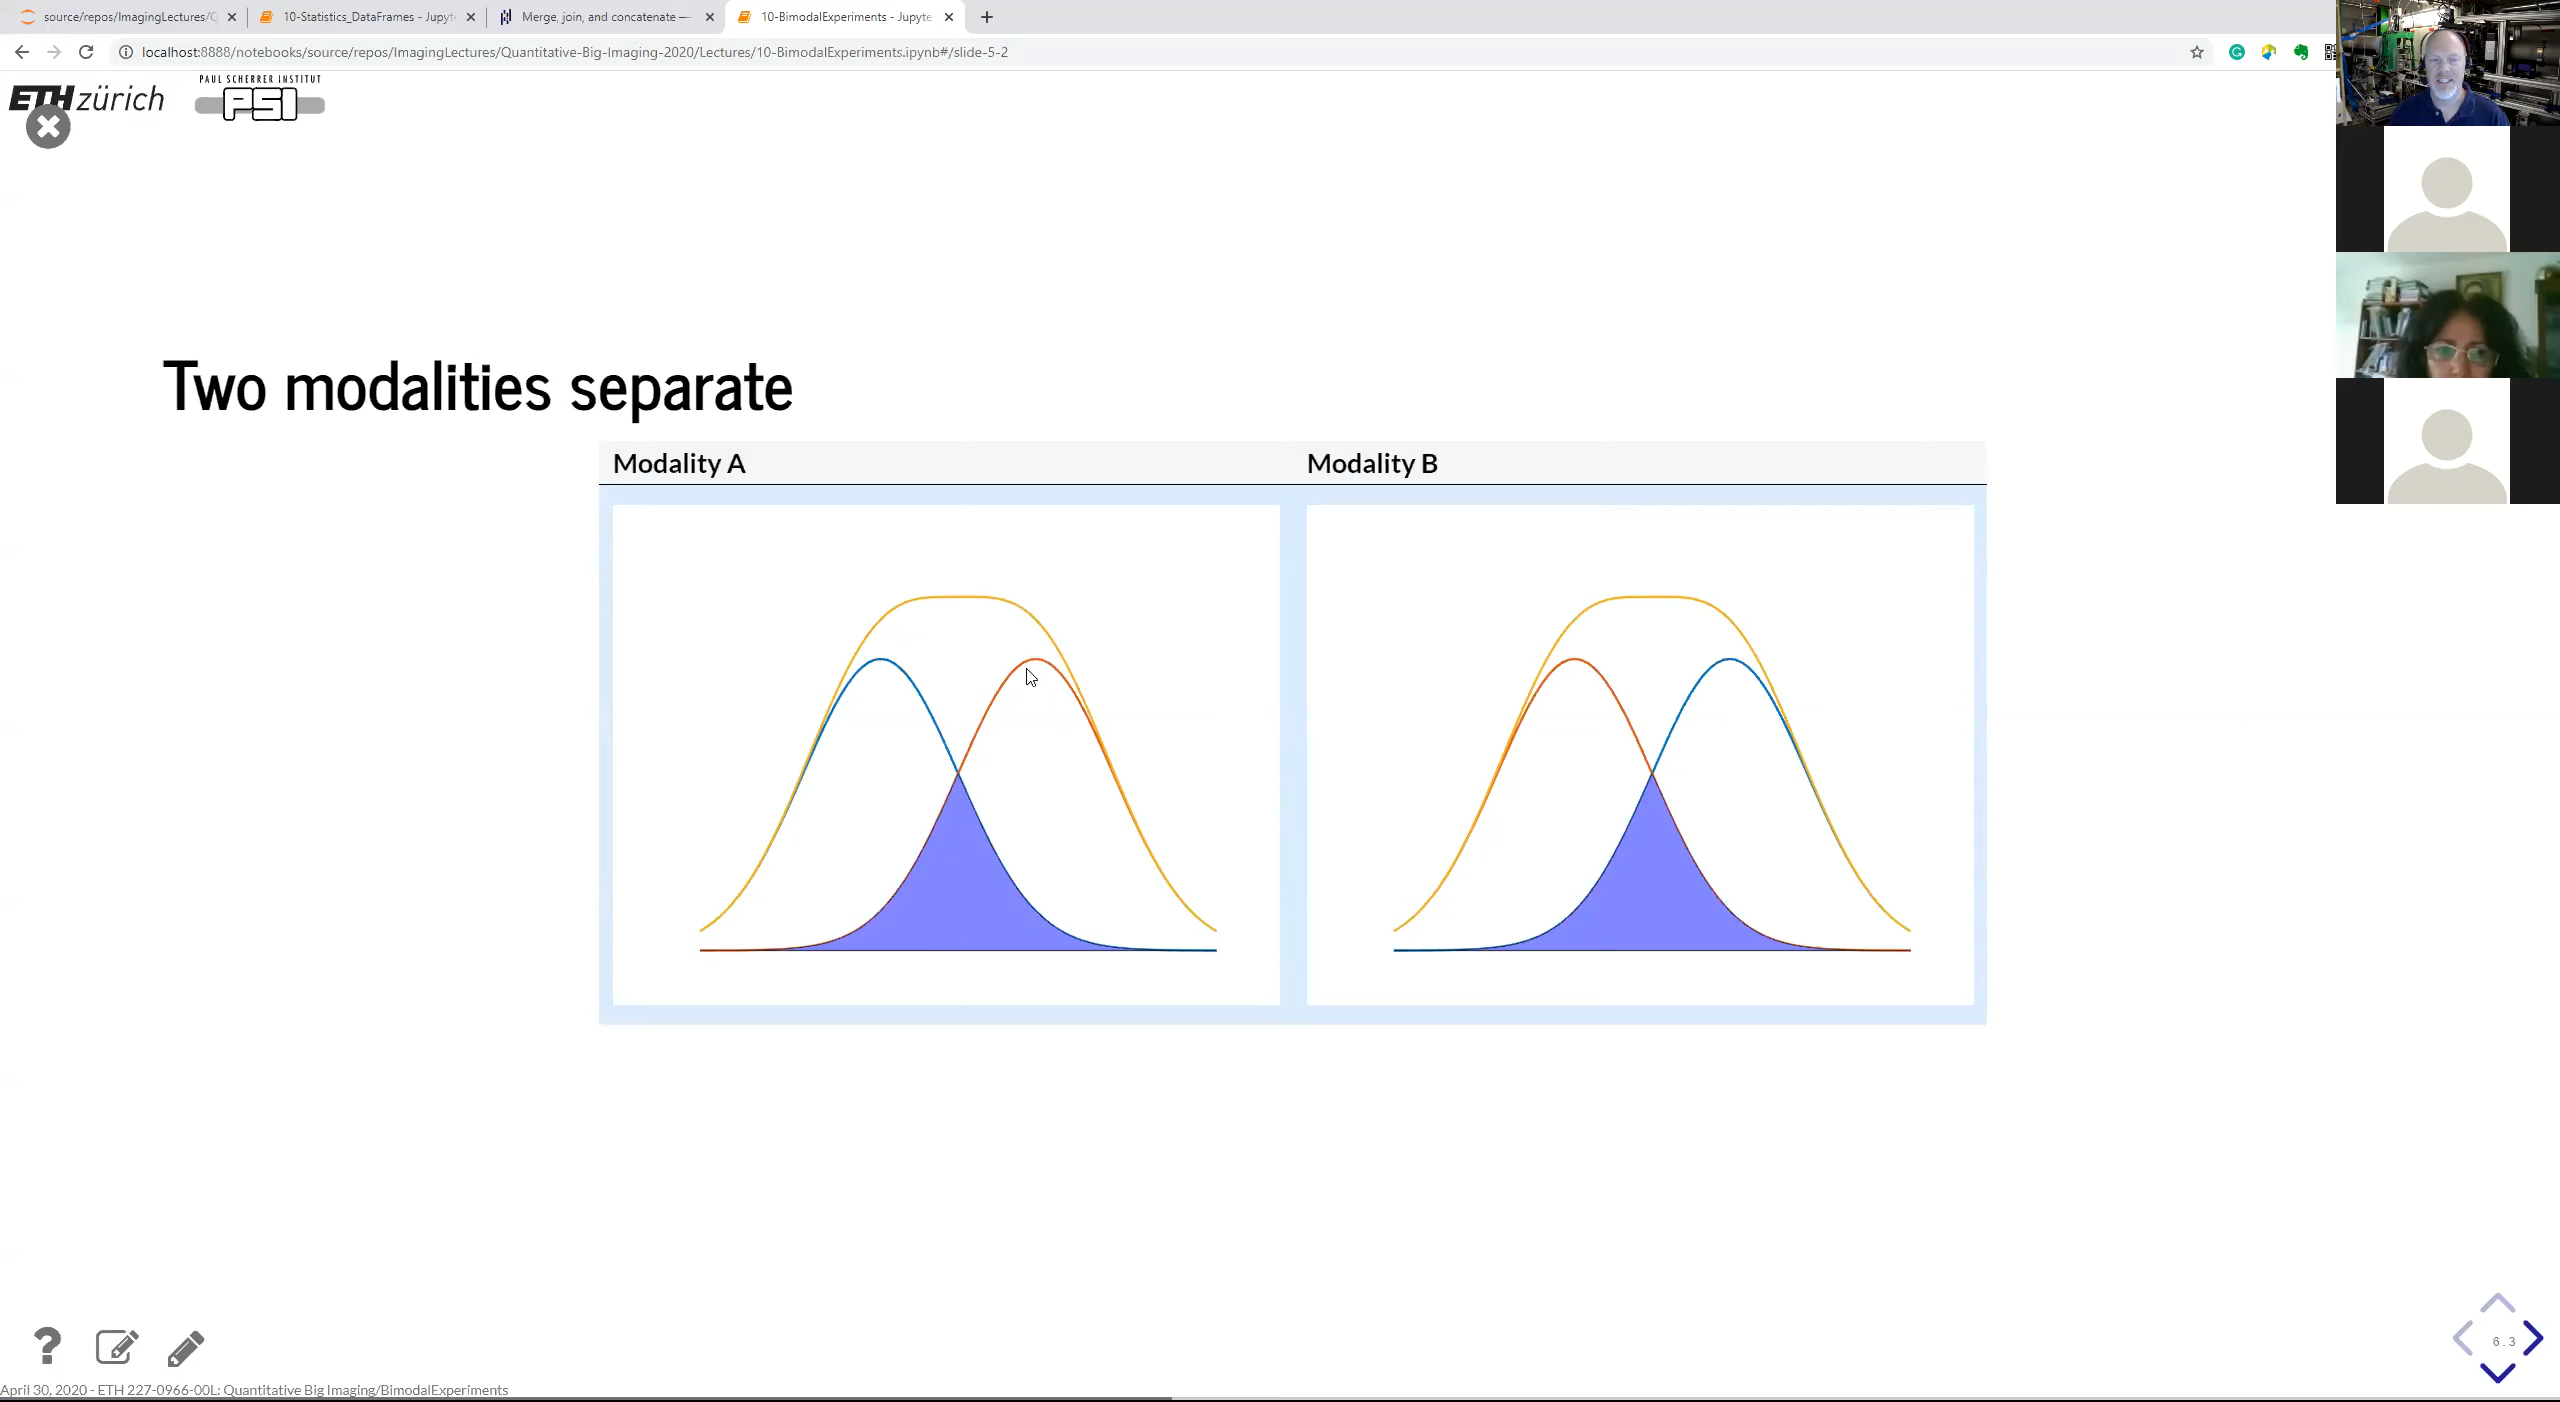 source/repos/ImagingLectures/Q
10-Statistics_DataFrames - Jupyt
Merge, join, and concatenate —
10-BimodalExperiments - Jupyte
localhost:8888/notebooks/source/repos/ImagingLectures/Quantitative-Big-Imaging-2020/Lectures/10-BimodalExperiments.ipynb#/slide-5-2
ETH zürich
PAUL SCHERRER INSTITUT
PSI
Two modalities separate
Modality A
Modality B
6.3
April 30, 2020 - ETH 227-0966-00L: Quantitative Big Imaging/BimodalExperiments